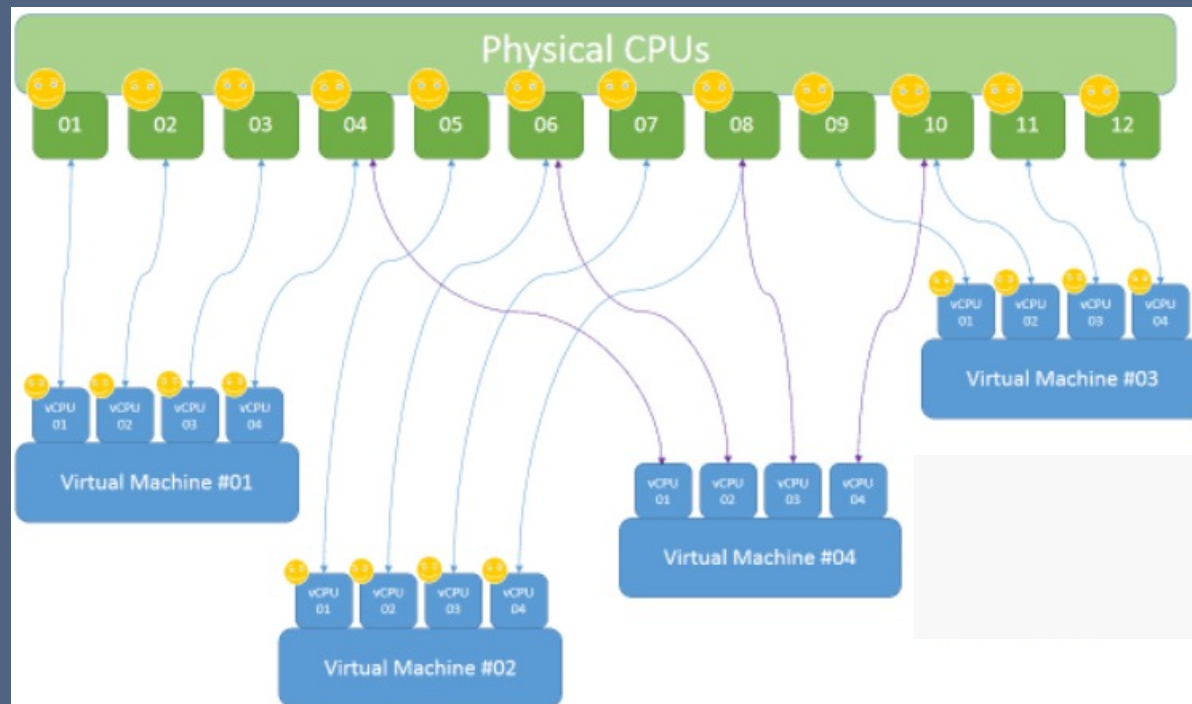 Physical CPUs
01 02 03 04 05 06 07 08 09 10 11 12
vCPU 01
vCPU 02
vCPU 03
vCPU 04
Virtual Machine #03
vCPU 01
vCPU 02
vCPU 03
vCPU 04
Virtual Machine #01
vCPU 01
vCPU 02
vCPU 03
vCPU 04
Virtual Machine #04
vCPU 01
vCPU 02
vCPU 03
vCPU 04
Virtual Machine #02